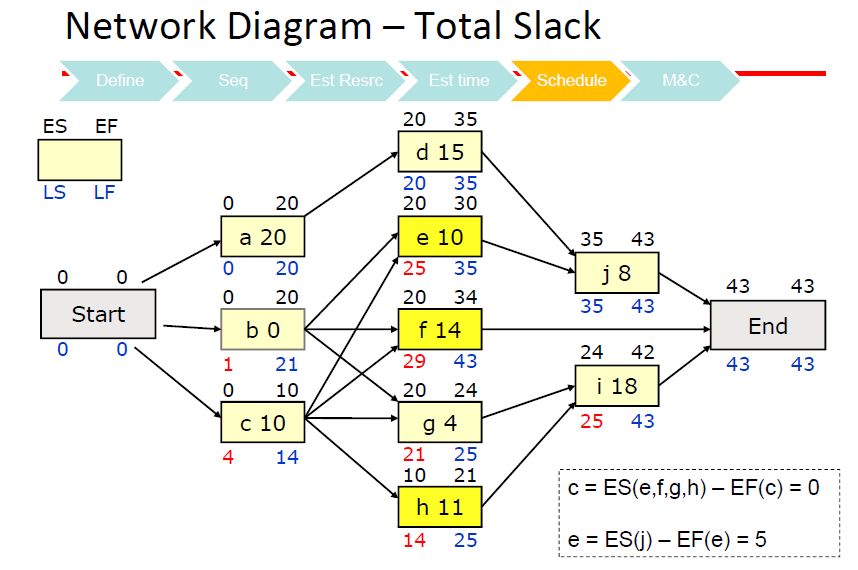 Network Diagram – Total Slack
Define Seq Est Resrc Est time Schedule M&C
ES EF
LS LF
0 0
Start
0 0
0 20
a 20
0 20
0 20
b 0
1 21
0 10
c 10
4 14
20 35
d 15
20 35
20 30
e 10
25 35
20 34
f 14
29 43
20 24
g 4
21 25
10 21
h 11
14 25
35 43
j 8
35 43
24 42
i 18
25 43
43 43
End
43 43
c = ES(e,f,g,h) – EF(c) = 0
e = ES(j) – EF(e) = 5